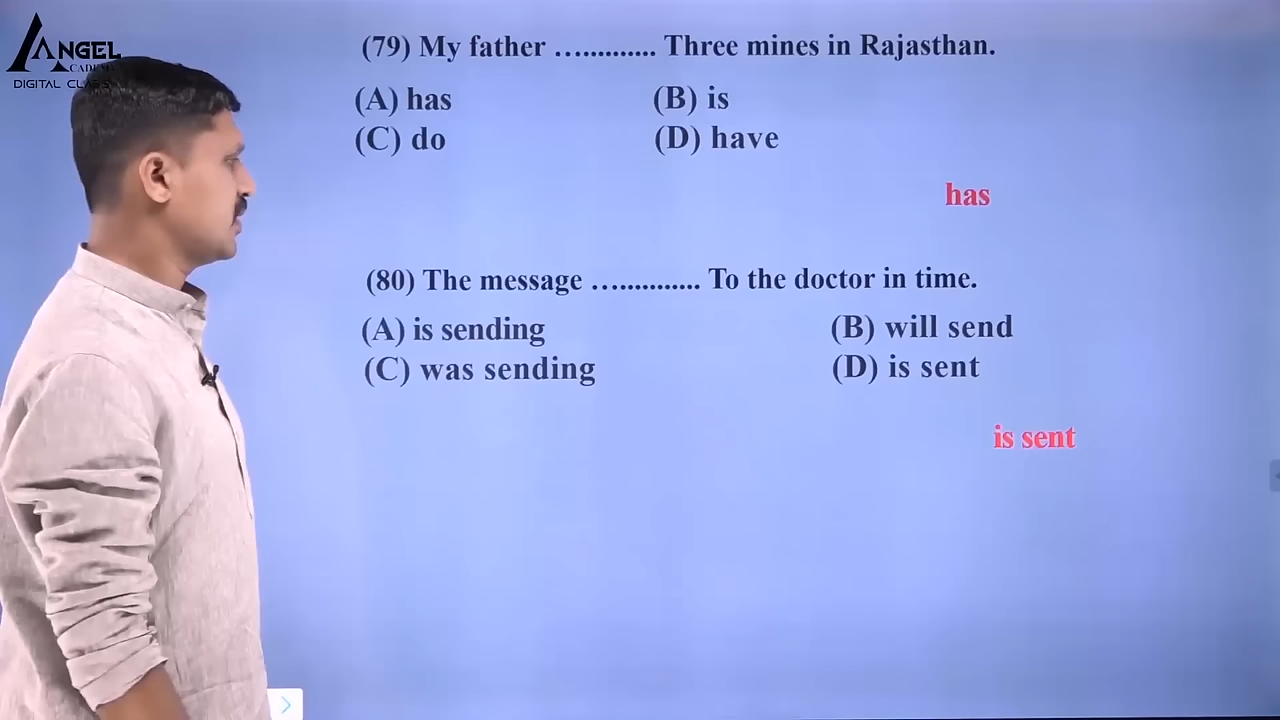 ANGEL
ACADEMY
DIGITAL CLASS
(79) My father ............. Three mines in Rajasthan.
(A) has (B) is
(C) do (D) have
has
(80) The message .............. To the doctor in time.
(A) is sending (B) will send
(C) was sending (D) is sent
is sent